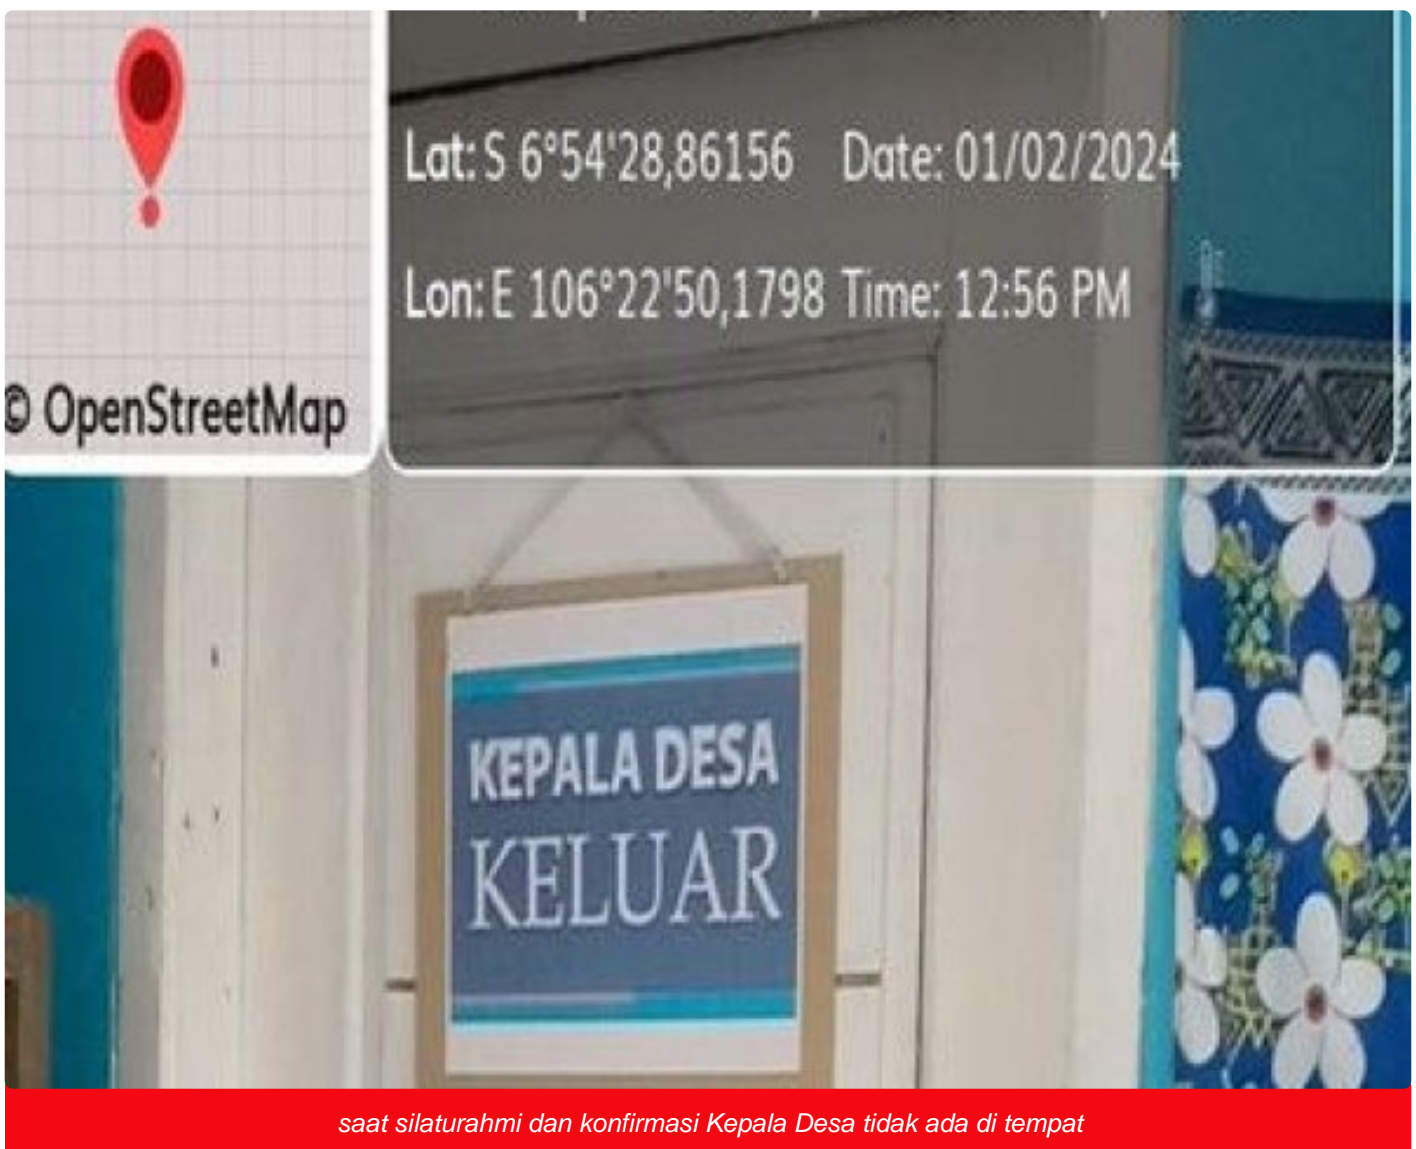 Lat: S 6°54'28,86156 Date: 01/02/2024
Lon: E 106°22'50,1798 Time: 12:56 PM
© OpenStreetMap
KEPALA DESA
KELUAR
saat silaturahmi dan konfirmasi Kepala Desa tidak ada di tempat